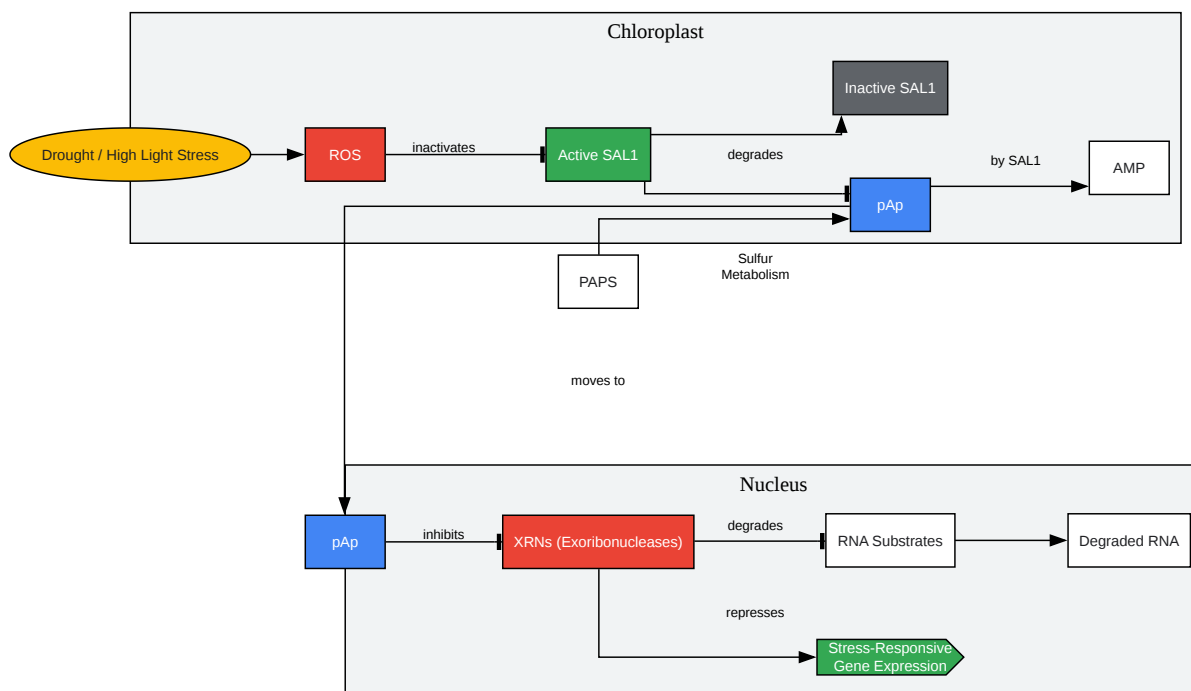 Chloroplast
Inactive SAL1
Drought / High Light Stress
ROS
inactivates
Active SAL1
degrades
by SAL1
AMP
pAp
PAPS
Sulfur
Metabolism
moves to
Nucleus
pAp
inhibits
XRNs (Exoribonucleases)
degrades
RNA Substrates
Degraded RNA
represses
Stress-Responsive
Gene Expression